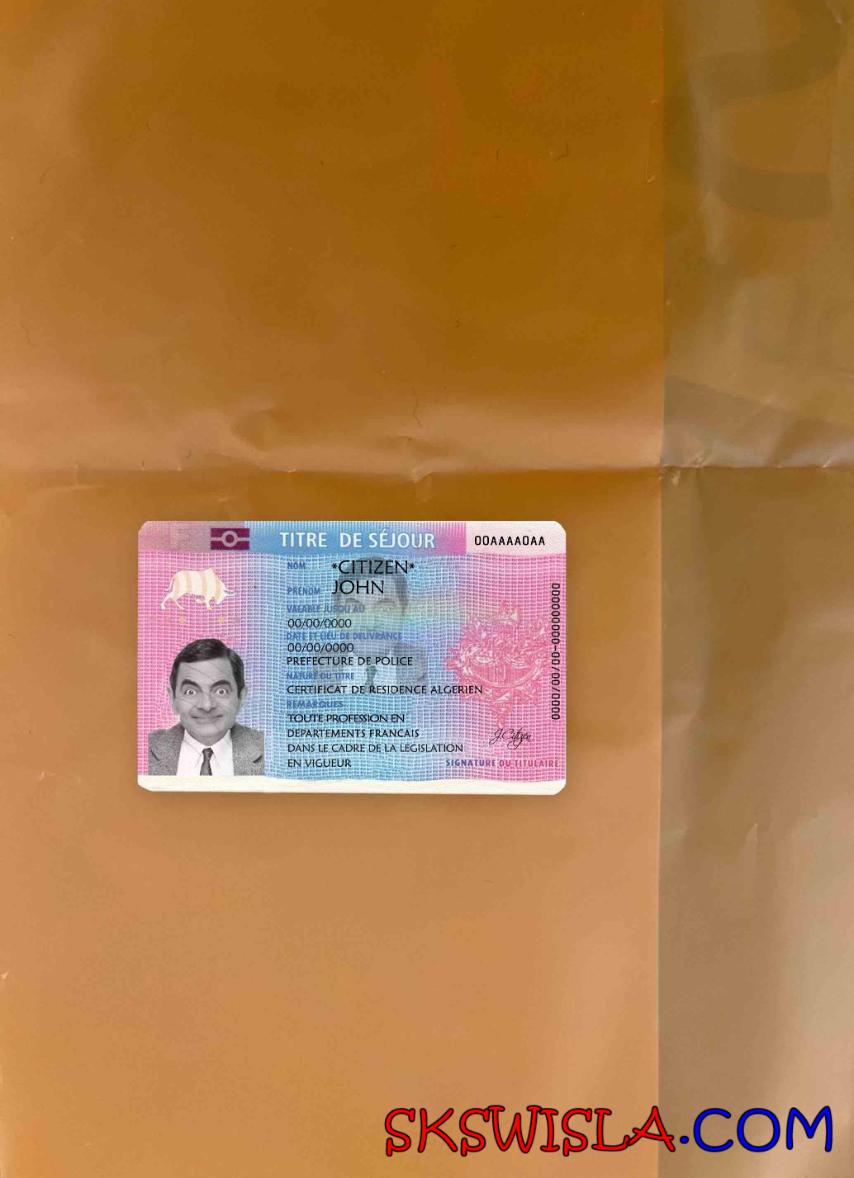 TITRE DE SÉJOUR
00AAAA0AA
NOM *CITIZEN*
PRÉNOM JOHN
VALABLE JUSQU'AU
00/00/0000
DATE ET LIEU DE DELIVRANCE
00/00/0000
PREFECTURE DE POLICE
NATURE DU TITRE
CERTIFICAT DE RESIDENCE ALGERIEN
REMARQUES
TOUTE PROFESSION EN
DEPARTEMENTS FRANCAIS
DANS LE CADRE DE LA LEGISLATION
EN VIGUEUR
J.Citizen
SIGNATURE DU TITULAIRE
0000/00/00-000000000
SKSWISLA.COM